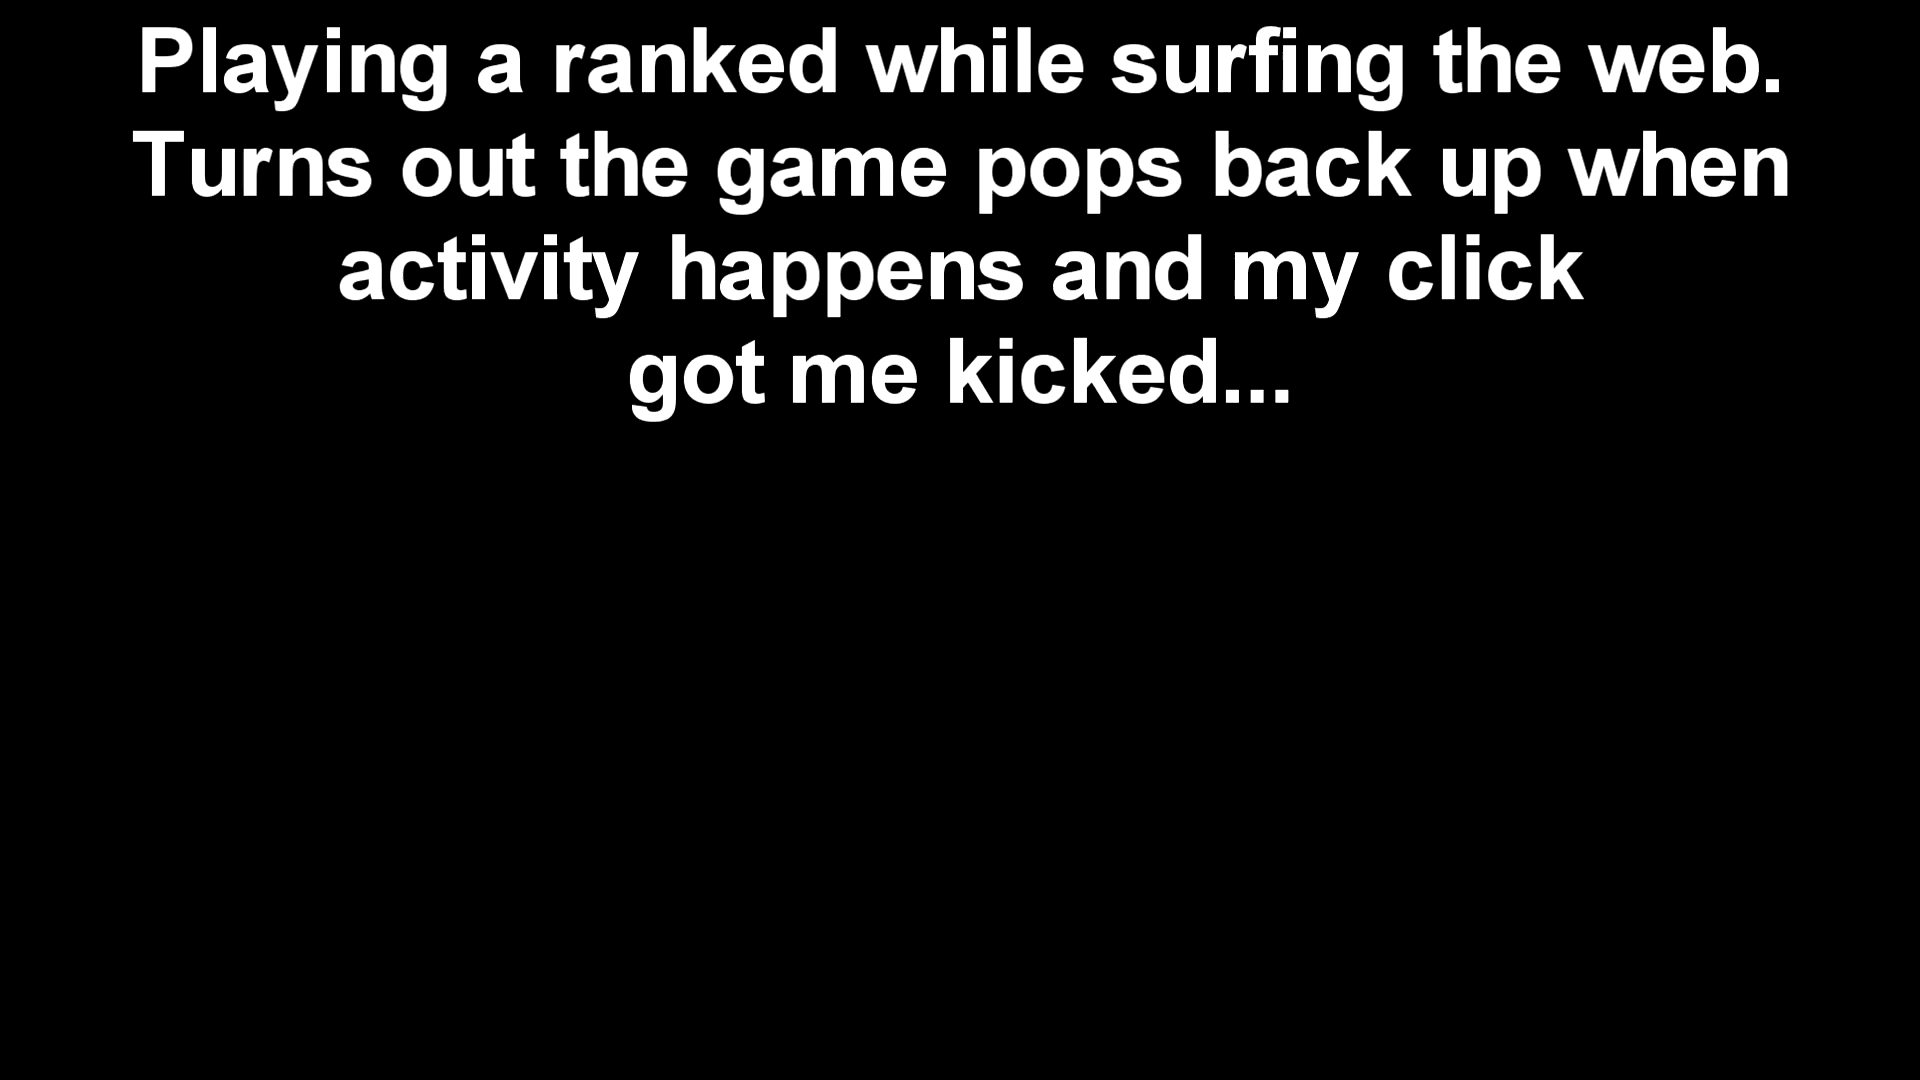 Playing a ranked while surfing the web.
Turns out the game pops back up when
activity happens and my click
got me kicked...